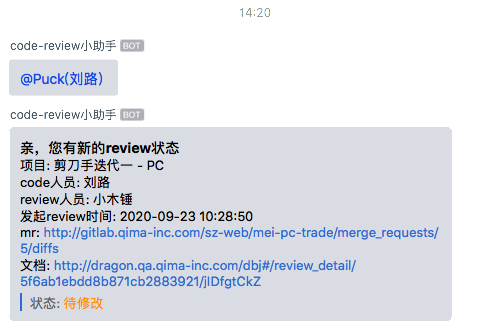 14:20
code-review小助手 BOT
@Puck(刘路)
code-review小助手 BOT
亲，您有新的review状态
项目: 剪刀手迭代一 - PC
code人员: 刘路
review人员: 小木锤
发起review时间: 2020-09-23 10:28:50
mr: http://gitlab.qima-inc.com/sz-web/mei-pc-trade/merge_requests/
5/diffs
文档: http://dragon.qa.qima-inc.com/dbj#/review_detail/
5f6ab1ebdd8b871cb2883921/jIDfgtCkZ
状态: 待修改